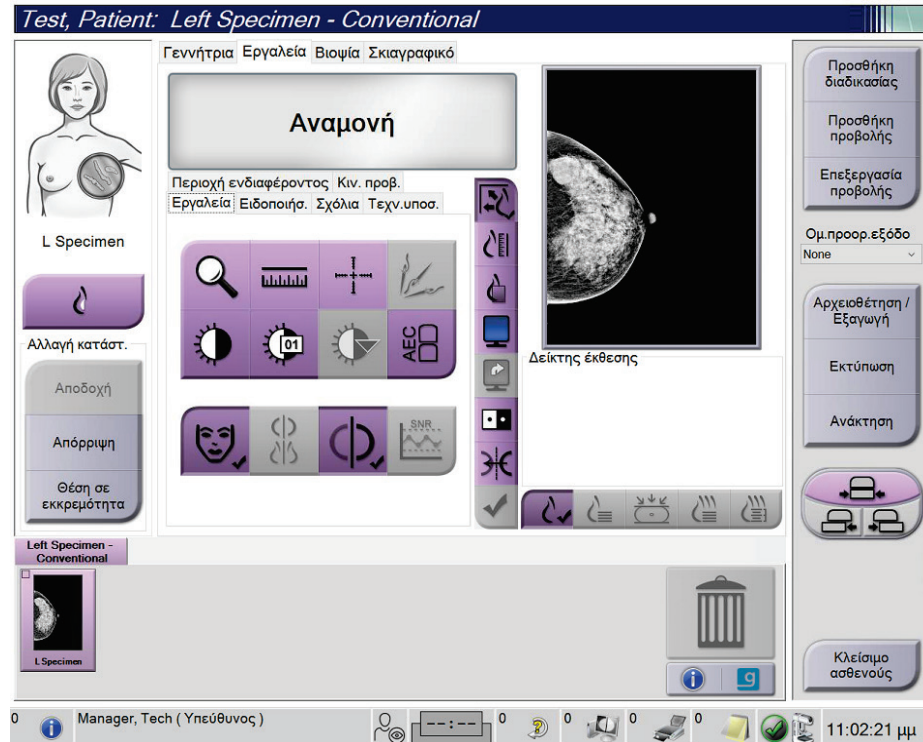 Test, Patient: Left Specimen - Conventional
Γεννήτρια Εργαλεία Βιοψία Σκιαγραφικό
Αναμονή
Περιοχή ενδιαφέροντος Κιν. προβ.
Εργαλεία Ειδοποιήσ. Σχόλια Τεχν.υποσ.
L Specimen
Αλλαγή κατάστ.
Αποδοχή
Απόρριψη
Θέση σε
εκκρεμότητα
01
AEC
SNR
Δείκτης έκθεσης
Προσθήκη
διαδικασίας
Προσθήκη
προβολής
Επεξεργασία
προβολής
Ομ.προορ.εξόδο
None
Αρχειοθέτηση /
Εξαγωγή
Εκτύπωση
Ανάκτηση
Left Specimen -
Conventional
L Specimen
Κλείσιμο
ασθενούς
0 Manager, Tech ( Υπεύθυνος ) --:-- 0 0 0 0 11:02:21 μμ